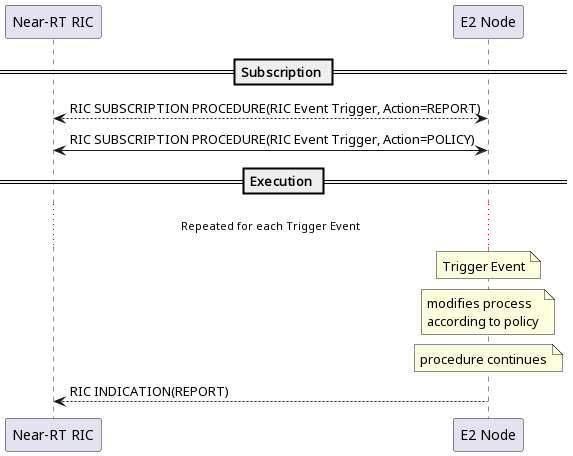 Near-RT RIC
E2 Node
Subscription
RIC SUBSCRIPTION PROCEDURE(RIC Event Trigger, Action=REPORT)
RIC SUBSCRIPTION PROCEDURE(RIC Event Trigger, Action=POLICY)
Execution
Repeated for each Trigger Event
Trigger Event
modifies process
according to policy
procedure continues
RIC INDICATION(REPORT)
Near-RT RIC
E2 Node